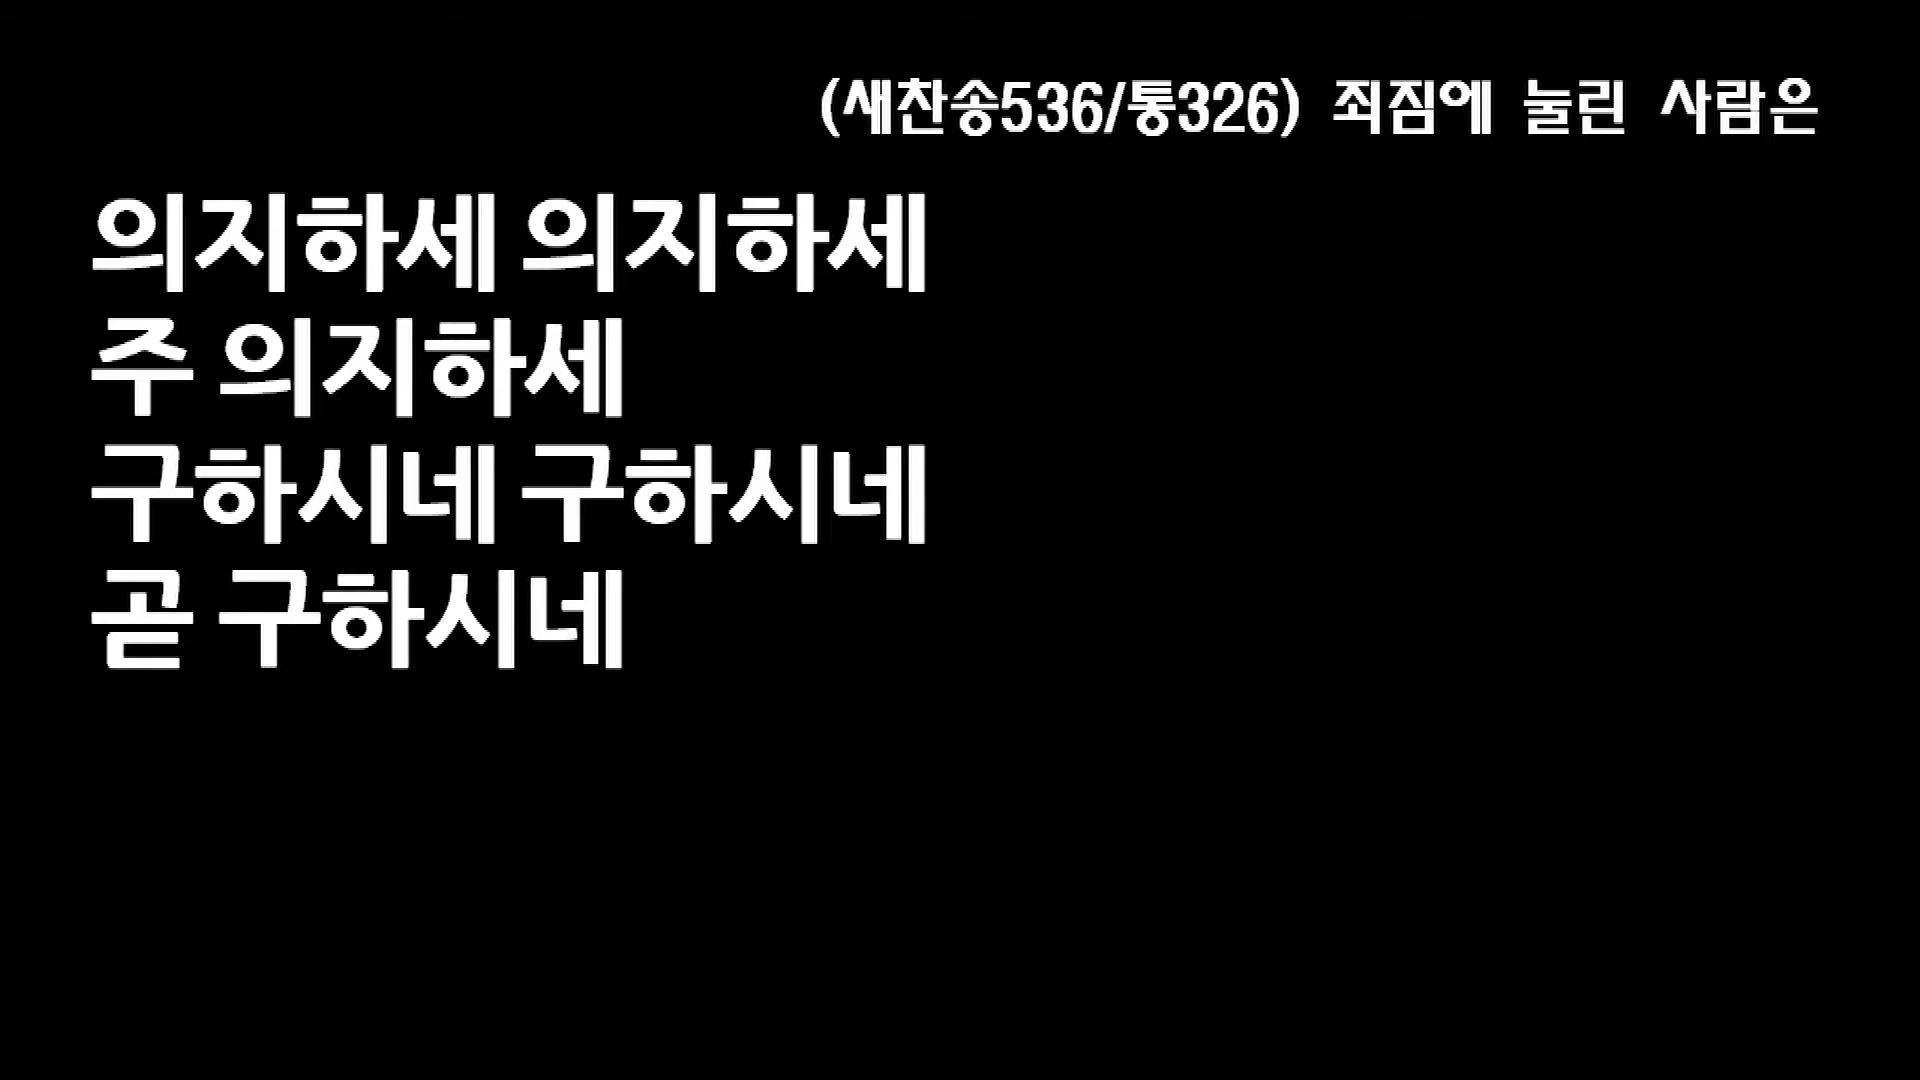 (새찬송536/통326) 죄짐에 눌린 사람은
의지하세 의지하세
주 의지하세
구하시네 구하시네
곧 구하시네